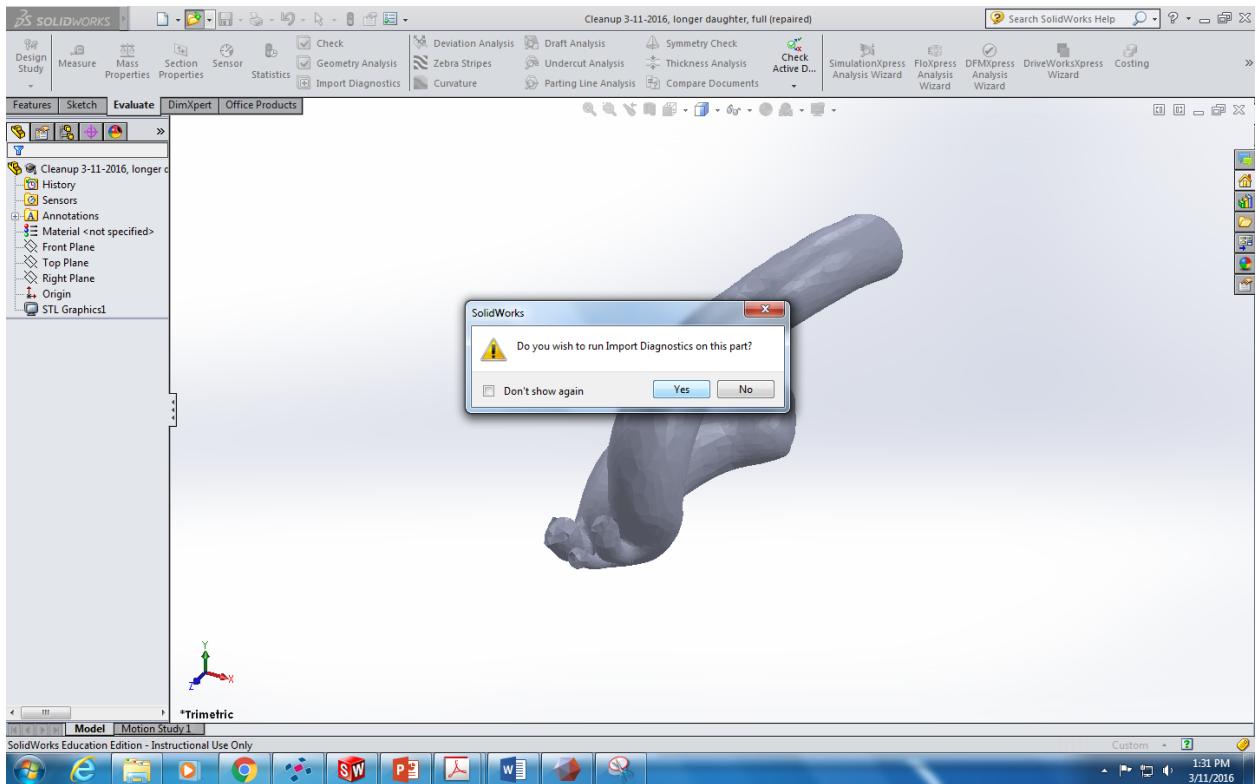 SOLIDWORKS
Cleanup 3-11-2016, longer daughter, full (repaired)
Search SolidWorks Help
Design Study
Measure
Mass Properties
Section Properties
Sensor
Statistics
Check
Geometry Analysis
Import Diagnostics
Deviation Analysis
Zebra Stripes
Curvature
Draft Analysis
Undercut Analysis
Parting Line Analysis
Symmetry Check
Thickness Analysis
Compare Documents
Check Active D...
SimulationXpress Analysis Wizard
FloXpress Analysis Wizard
DFMXpress Analysis Wizard
DriveWorksXpress Wizard
Costing
Features Sketch Evaluate DimXpert Office Products
Cleanup 3-11-2016, longer d
History
Sensors
A Annotations
Material <not specified>
Front Plane
Top Plane
Right Plane
Origin
STL Graphics1
SolidWorks
Do you wish to run Import Diagnostics on this part?
Don't show again
Yes No
Y
Z X
*Trimetric
Model Motion Study 1
SolidWorks Education Edition - Instructional Use Only
Custom
SW
1:31 PM
3/11/2016